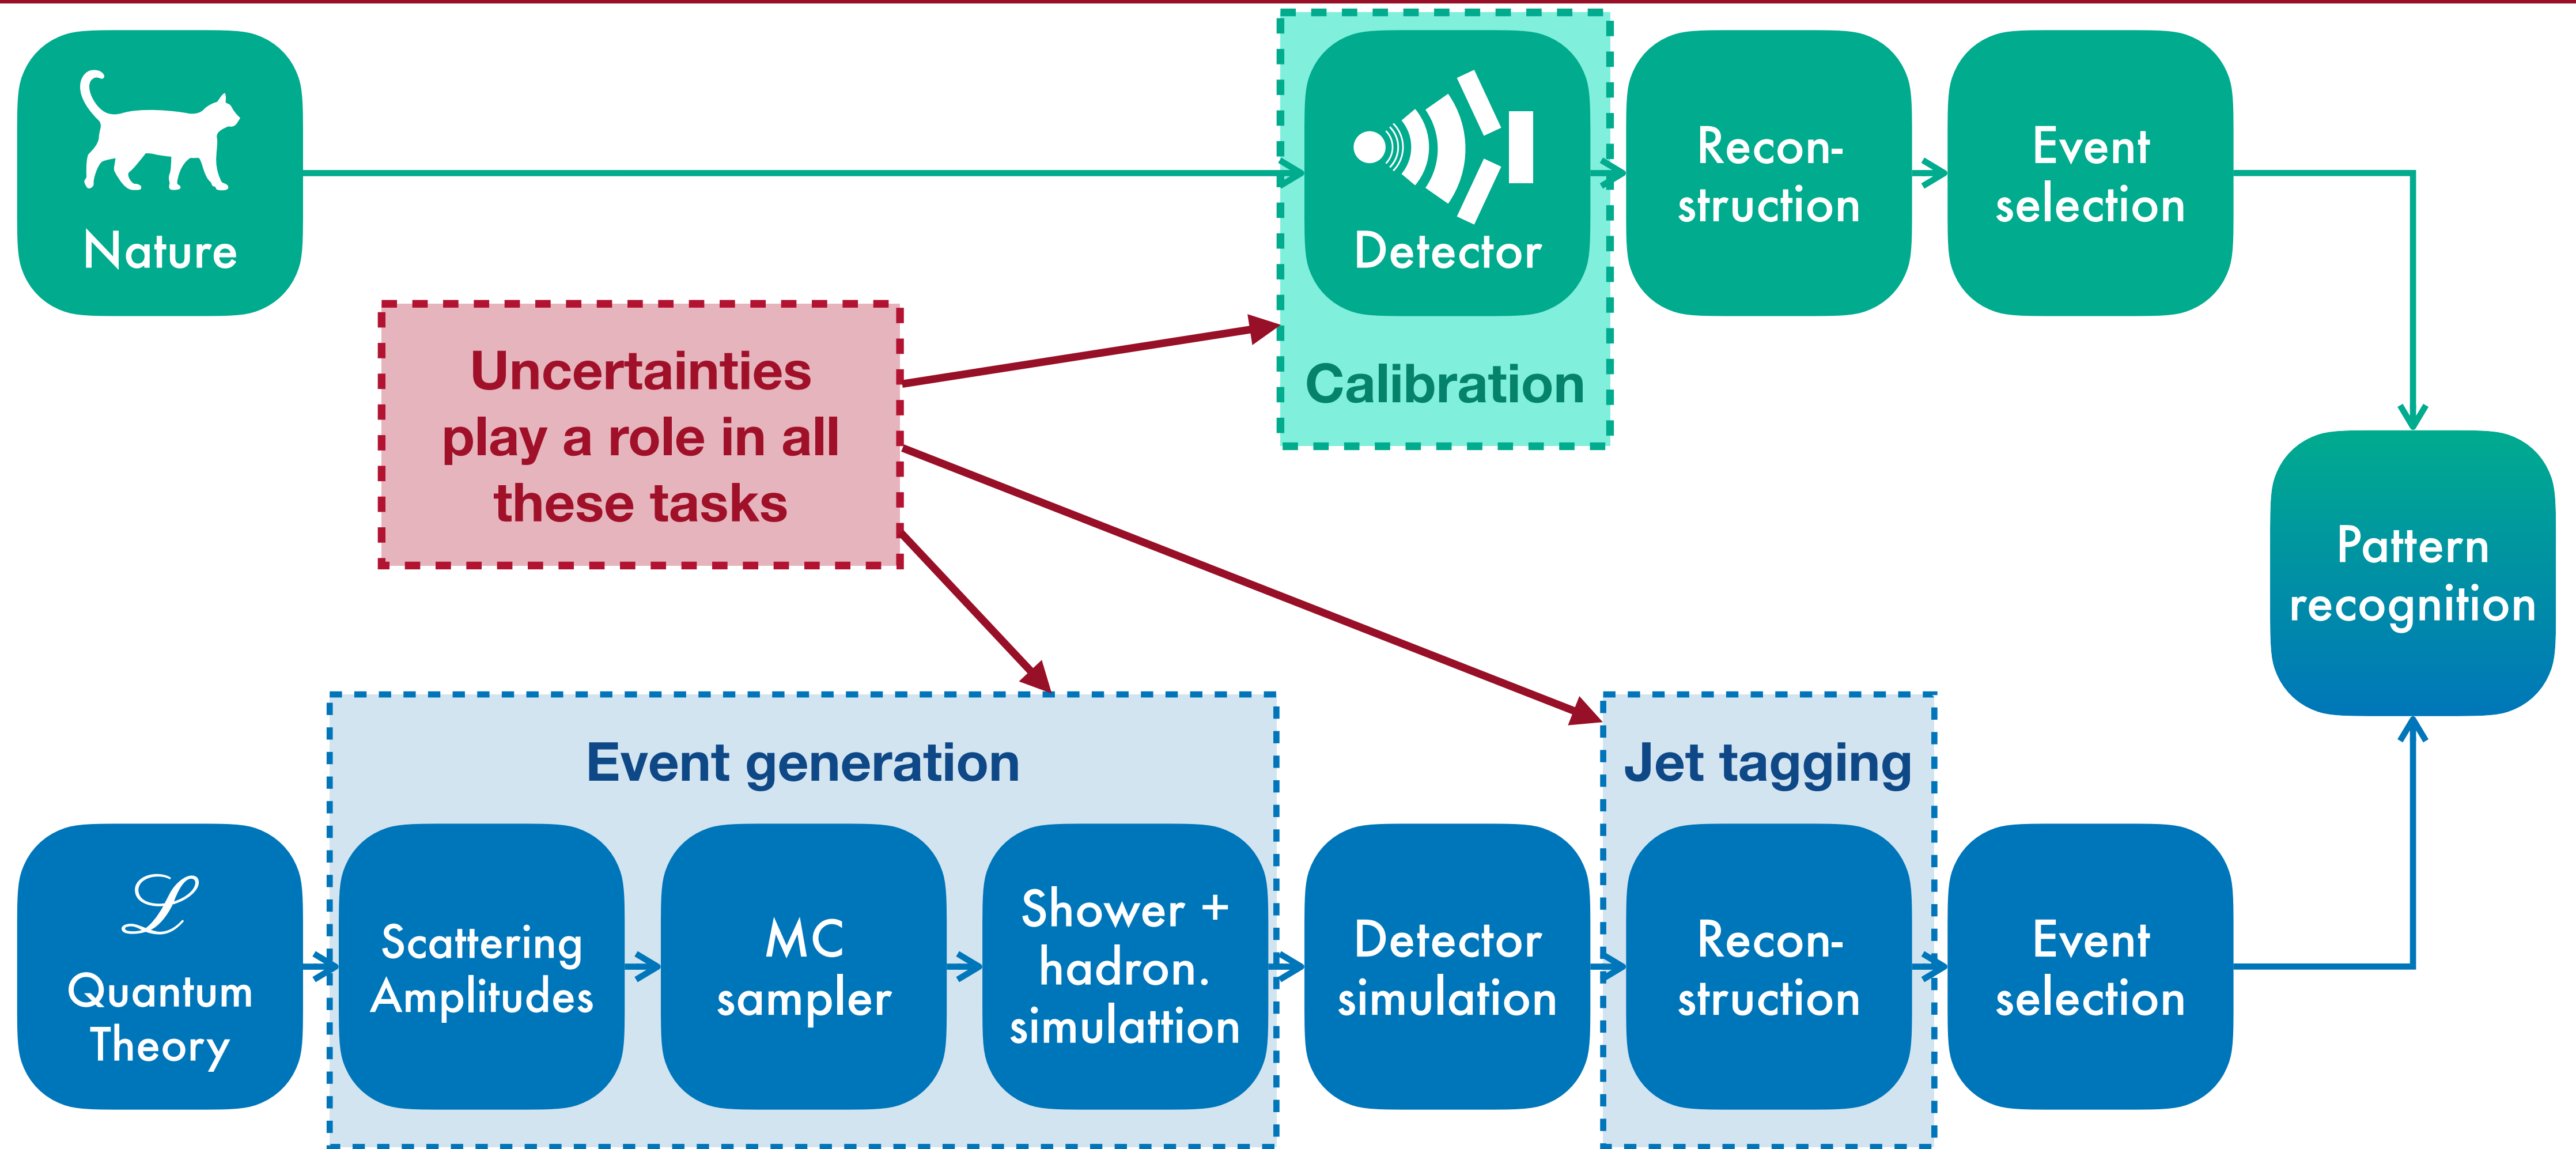 Nature
Detector
Recon-
struction
Event
selection
Calibration
Uncertainties
play a role in all
these tasks
Pattern
recognition
Event generation
Jet tagging
ℒ
Quantum
Theory
Scattering
Amplitudes
MC
sampler
Shower +
hadron.
simulattion
Detector
simulation
Recon-
struction
Event
selection